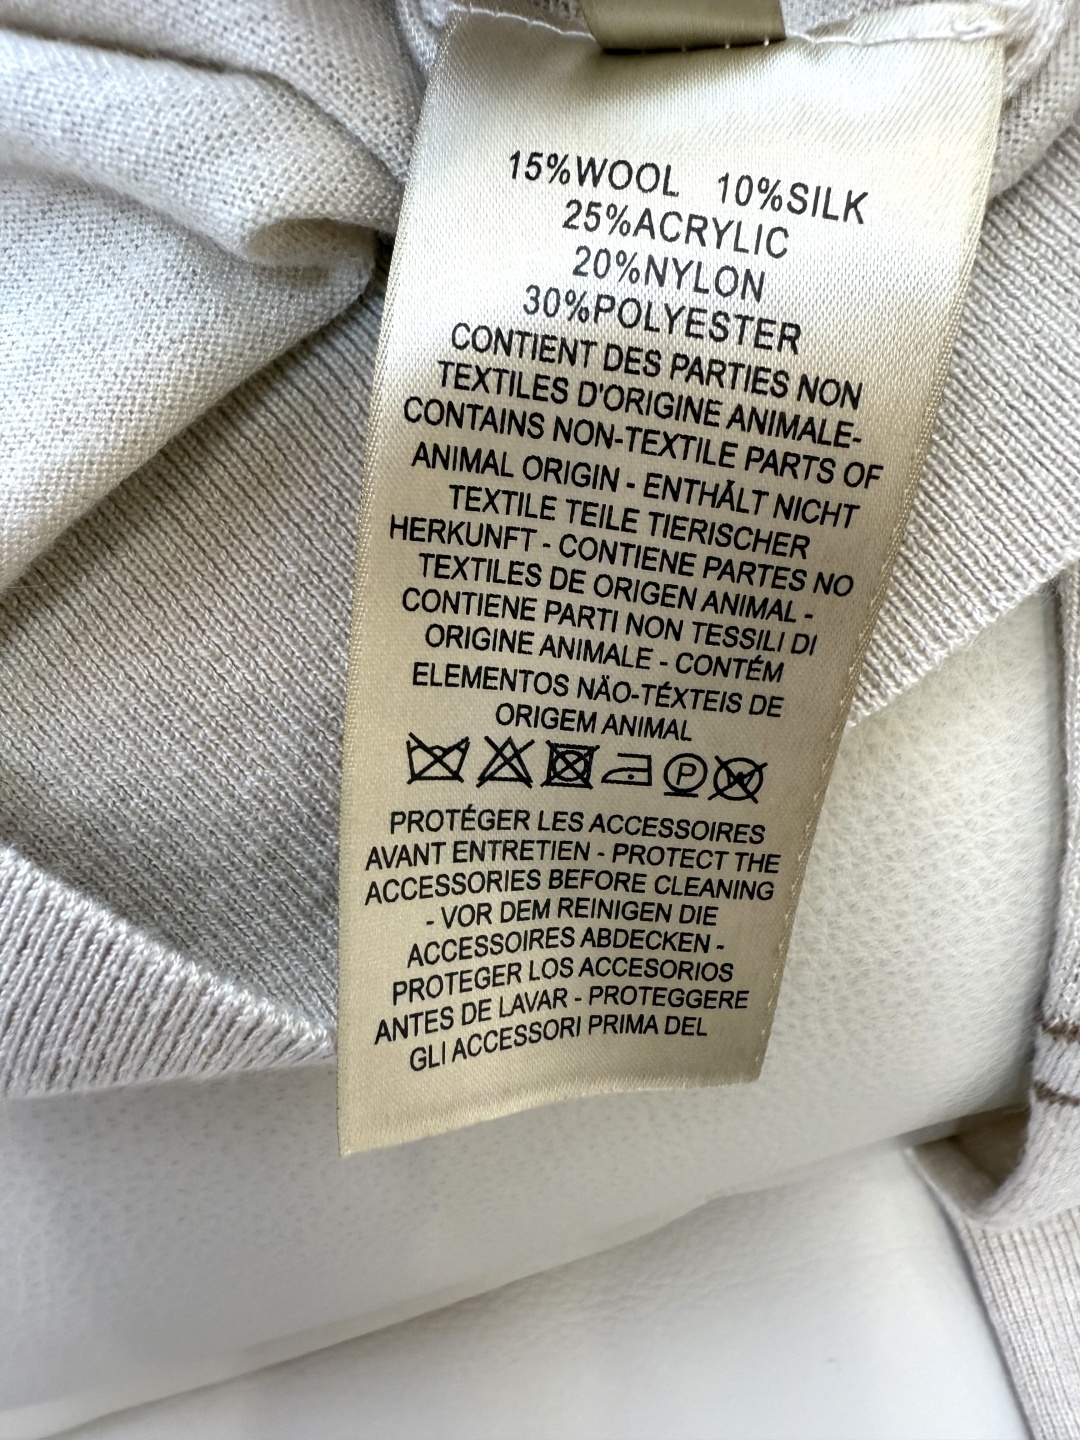 15%WOOL 10%SILK
25%ACRYLIC
20%NYLON
30%POLYESTER
CONTIENT DES PARTIES NON
TEXTILES D'ORIGINE ANIMALE-
CONTAINS NON-TEXTILE PARTS OF
ANIMAL ORIGIN - ENTHÄLT NICHT
TEXTILE TEILE TIERISCHER
HERKUNFT - CONTIENE PARTES NO
TEXTILES DE ORIGEN ANIMAL -
CONTIENE PARTI NON TESSILI DI
ORIGINE ANIMALE - CONTÉM
ELEMENTOS NÄO-TÉXTEIS DE
ORIGEM ANIMAL
P W
PROTÉGER LES ACCESSOIRES
AVANT ENTRETIEN - PROTECT THE
ACCESSORIES BEFORE CLEANING
- VOR DEM REINIGEN DIE
ACCESSOIRES ABDECKEN -
PROTEGER LOS ACCESORIOS
ANTES DE LAVAR - PROTEGGERE
GLI ACCESSORI PRIMA DEL